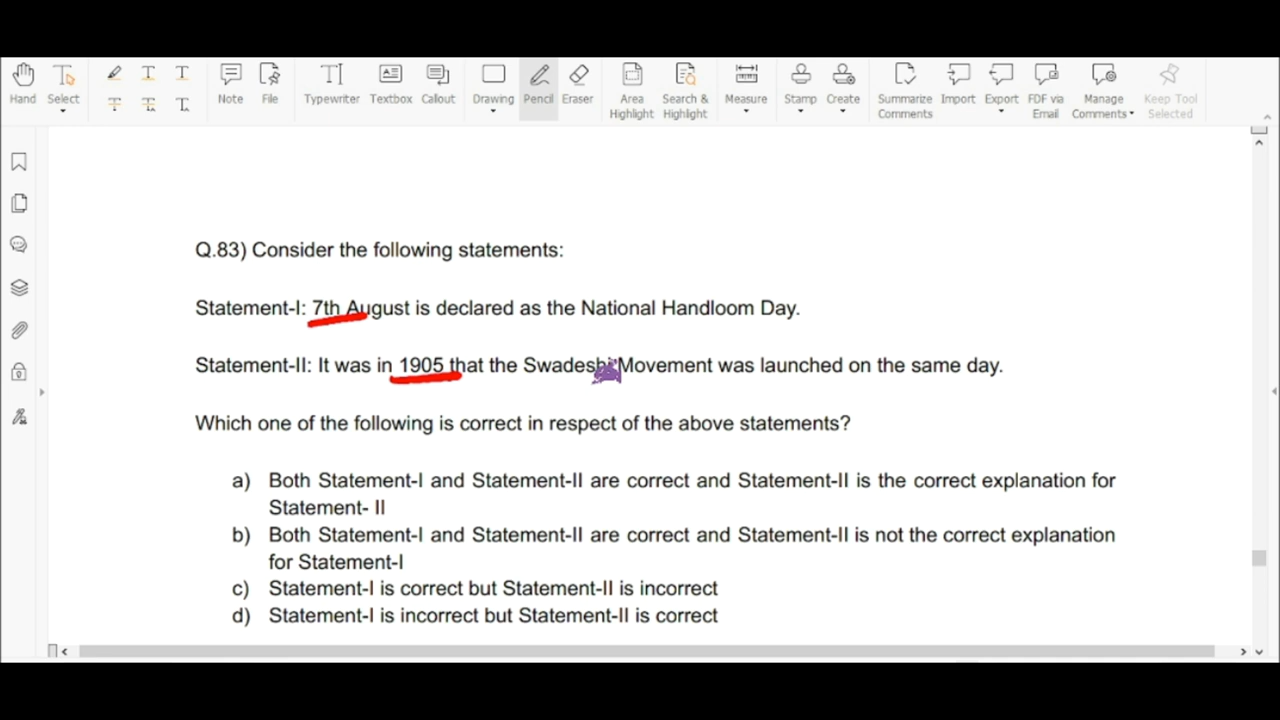 Hand Select Note File Typewriter Textbox Callout Drawing Pencil Eraser Area Highlight Search & Highlight Measure Stamp Create Summarize Comments Import Export FDF via Email Manage Comments Keep Tool Selected
Q.83) Consider the following statements:
Statement-I: 7th August is declared as the National Handloom Day.
Statement-II: It was in 1905 that the Swadeshi Movement was launched on the same day.
Which one of the following is correct in respect of the above statements?
a) Both Statement-I and Statement-II are correct and Statement-II is the correct explanation for
Statement- II
b) Both Statement-I and Statement-II are correct and Statement-II is not the correct explanation
for Statement-I
c) Statement-I is correct but Statement-II is incorrect
d) Statement-I is incorrect but Statement-II is correct